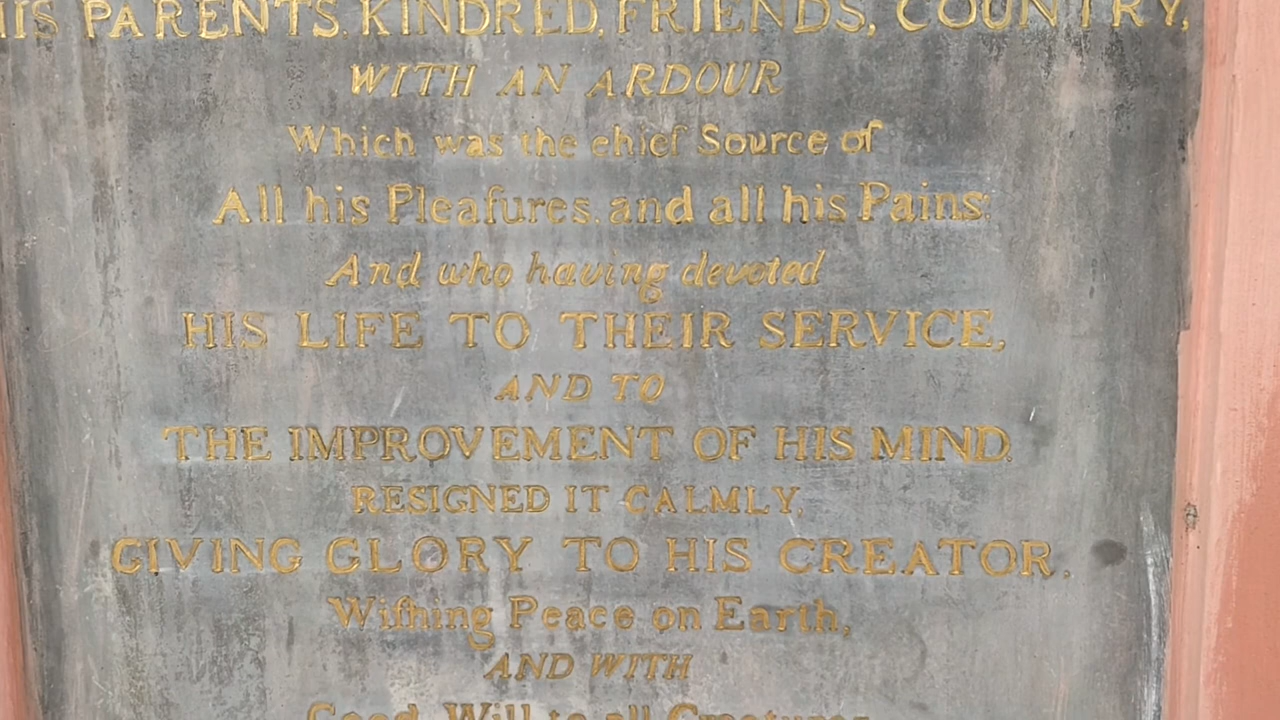 HIS PARENTS, KINDRED, FRIENDS, COUNTRY,
WITH AN ARDOUR
Which was the chief Source of
All his Pleaſures, and all his Pains:
And who having devoted
HIS LIFE TO THEIR SERVICE,
AND TO
THE IMPROVEMENT OF HIS MIND.
RESIGNED IT CALMLY,
GIVING GLORY TO HIS CREATOR,
Wiſhing Peace on Earth,
AND WITH
Good Will to all Creatures